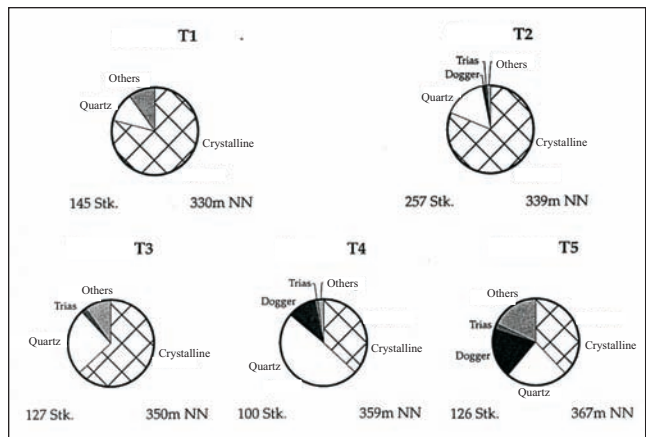 T1
Others
Quartz
Crystalline
145 Stk. 330m NN
T2
Trias Others
Dogger
Quartz
Crystalline
257 Stk. 339m NN
T3
Others
Trias
Quartz
Crystalline
127 Stk. 350m NN
T4
Trias Others
Dogger
Quartz
Crystalline
100 Stk. 359m NN
T5
Others
Trias
Crystalline
Dogger
Quartz
126 Stk. 367m NN